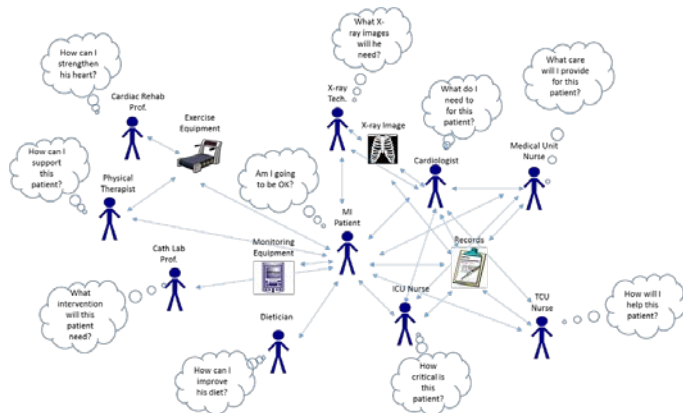 What X-
ray images
will he
need?
How can I
strengthen
his heart?
What care
will I provide
for this
patient?
What do I
need to
for this
patient?
X-ray
Tech.
Cardiac Rehab
Prof.
Exercise
Equipment
X-ray Image
How can I
support
this
patient?
Am I going
to be OK?
Cardiologist
Medical Unit
Nurse
Physical
Therapist
MI
Patient
Cath Lab
Prof.
Monitoring
Equipment
Records
What
intervention
will this
patient
need?
ICU Nurse
TCU
Nurse
How will I
help this
patient?
Dietician
How can I
improve
his diet?
How
critical is
this
patient?